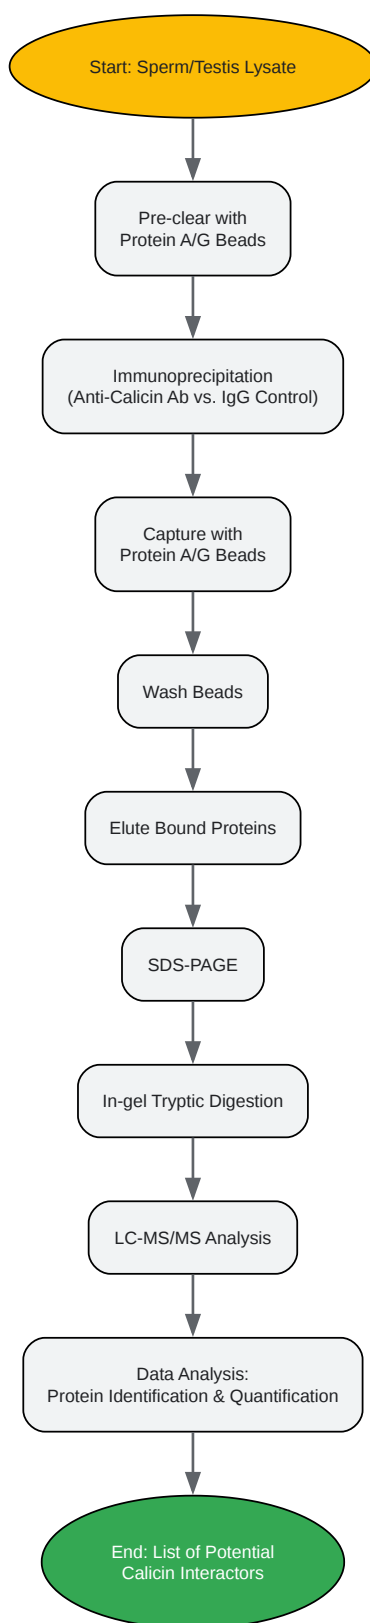 Start: Sperm/Testis Lysate
Pre-clear with
Protein A/G Beads
Immunoprecipitation
(Anti-Calicin Ab vs. IgG Control)
Capture with
Protein A/G Beads
Wash Beads
Elute Bound Proteins
SDS-PAGE
In-gel Tryptic Digestion
LC-MS/MS Analysis
Data Analysis:
Protein Identification & Quantification
End: List of Potential
Calicin Interactors